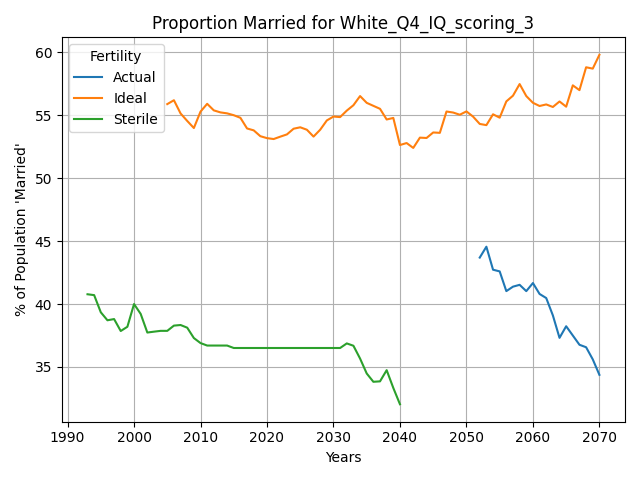 Proportion Married for White_Q4_IQ_scoring_3
Fertility
Actual
Ideal
Sterile
% of Population 'Married'
60
55
50
45
40
35
1990 2000 2010 2020 2030 2040 2050 2060 2070
Years